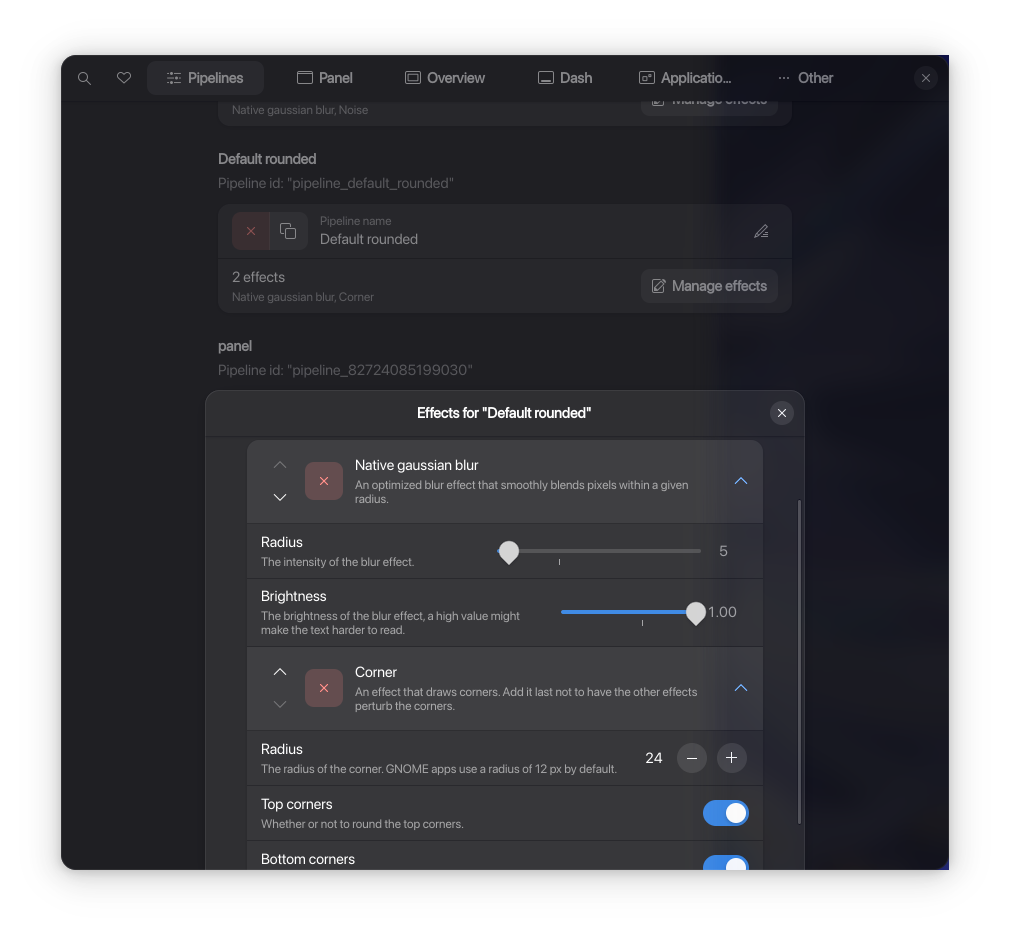 Pipelines
Panel
Overview
Dash
Applicatio...
Other
Native gaussian blur, Noise
Manage effects
Default rounded
Pipeline id: "pipeline_default_rounded"
Pipeline name
Default rounded
2 effects
Native gaussian blur, Corner
Manage effects
panel
Pipeline id: "pipeline_82724085199030"
Effects for "Default rounded"
Native gaussian blur
An optimized blur effect that smoothly blends pixels within a given
radius.
Radius
The intensity of the blur effect.
5
Brightness
The brightness of the blur effect, a high value might
make the text harder to read.
1.00
Corner
An effect that draws corners. Add it last not to have the other effects
perturb the corners.
Radius
The radius of the corner. GNOME apps use a radius of 12 px by default.
24
Top corners
Whether or not to round the top corners.
Bottom corners